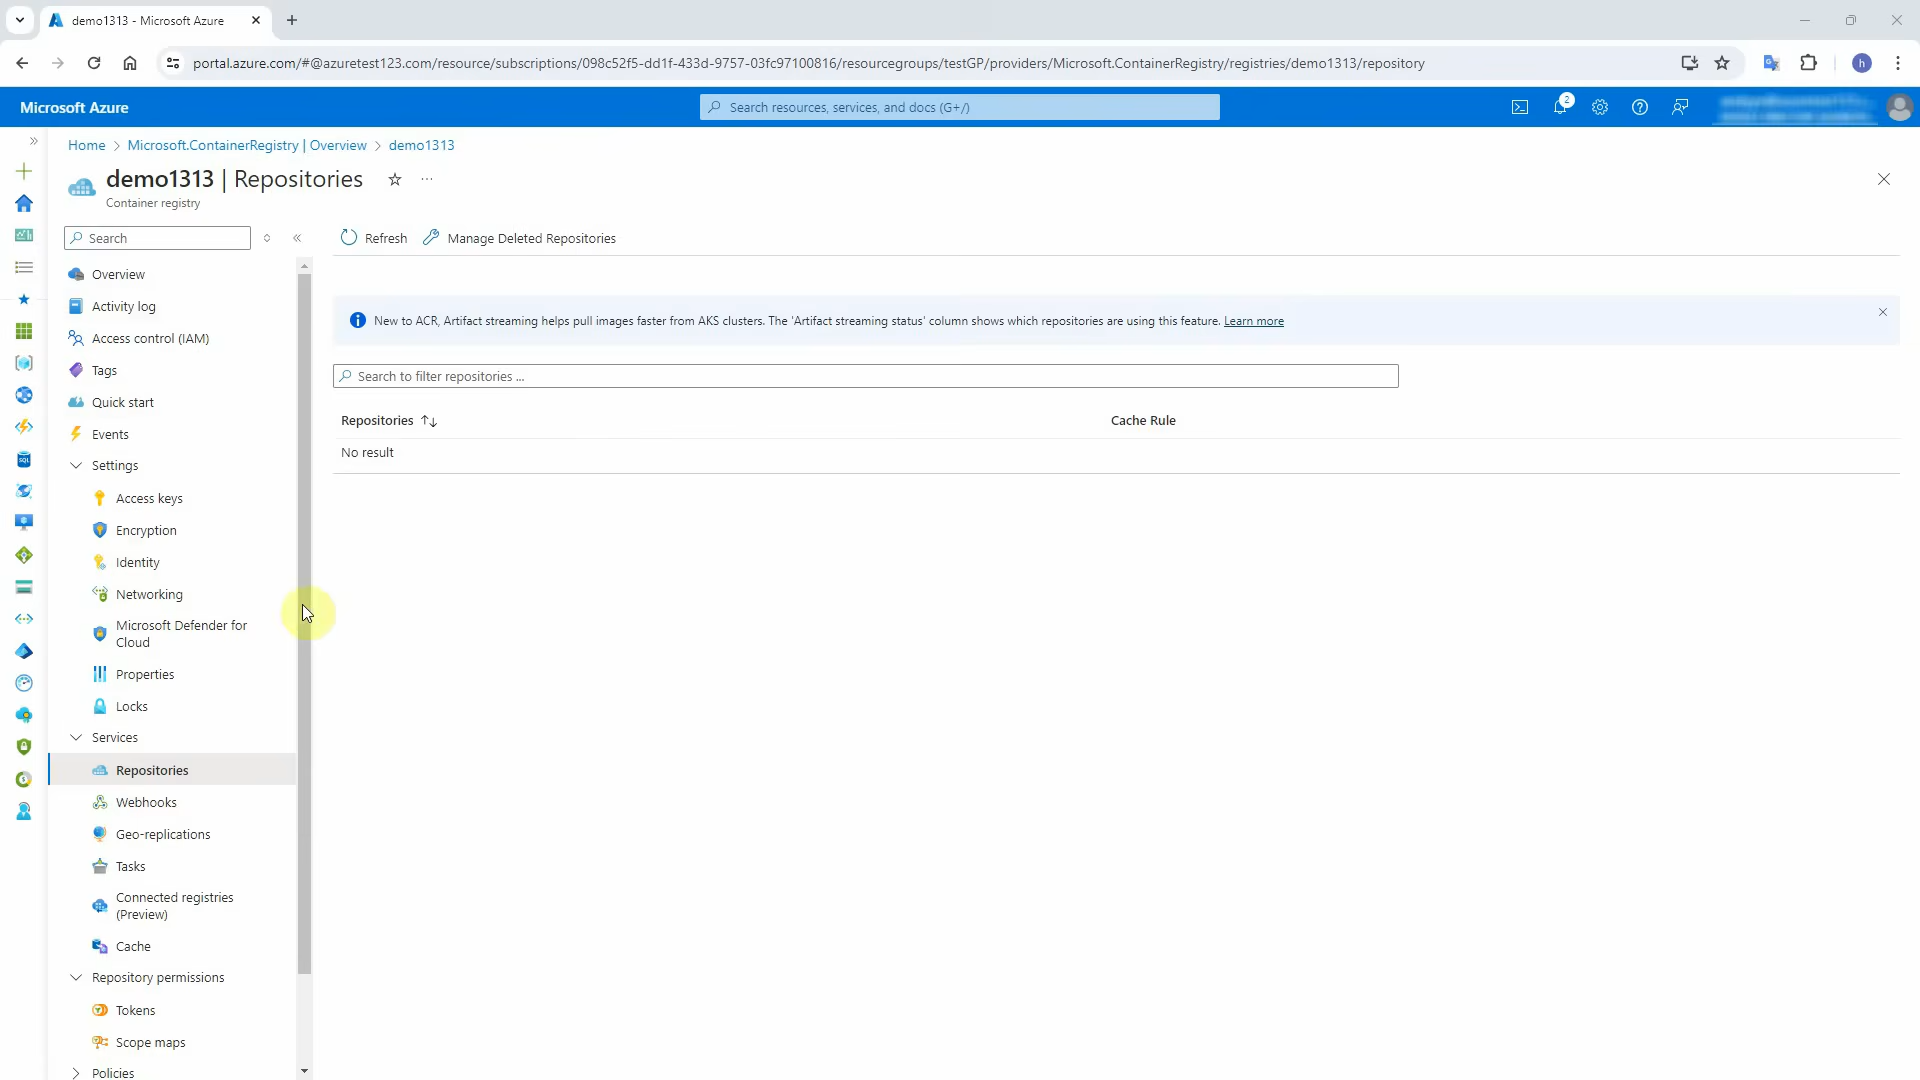 demo1313 - Microsoft Azure
portal.azure.com/#@azuretest123.com/resource/subscriptions/098c52f5-dd1f-433d-9757-03fc97100816/resourcegroups/testGP/providers/Microsoft.ContainerRegistry/registries/demo1313/repository
h
Microsoft Azure
Search resources, services, and docs (G+/)
2
Home > Microsoft.ContainerRegistry | Overview > demo1313
demo1313 | Repositories
Container registry
Search
Refresh
Manage Deleted Repositories
Overview
Activity log
Access control (IAM)
Tags
Quick start
Events
Settings
Access keys
Encryption
Identity
Networking
Microsoft Defender for
Cloud
Properties
Locks
Services
Repositories
Webhooks
Geo-replications
Tasks
Connected registries
(Preview)
Cache
Repository permissions
Tokens
Scope maps
Policies
New to ACR, Artifact streaming helps pull images faster from AKS clusters. The 'Artifact streaming status' column shows which repositories are using this feature. Learn more
Search to filter repositories ...
Repositories
Cache Rule
No result